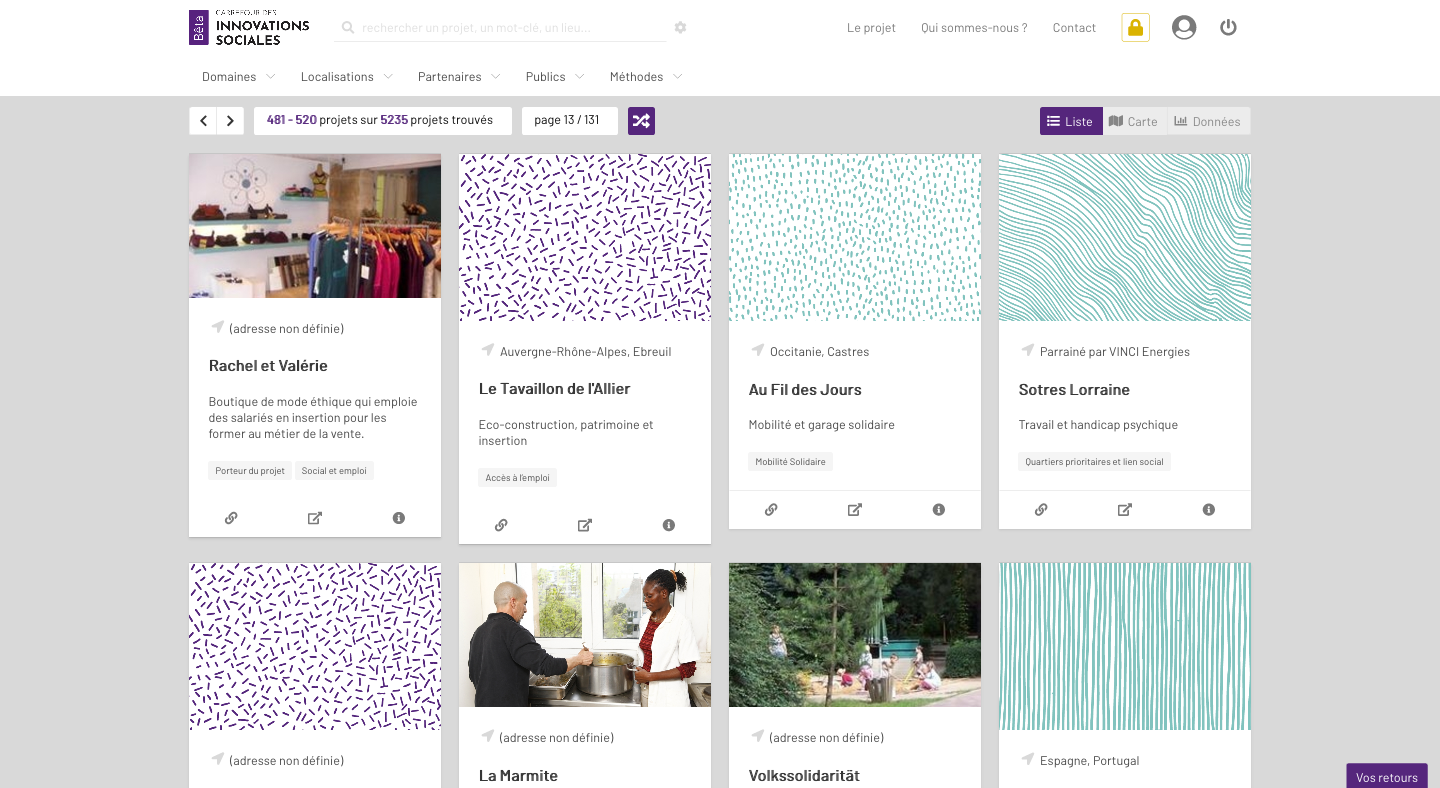 Bêta
CARREFOUR DES
INNOVATIONS
SOCIALES
rechercher un projet, un mot-clé, un lieu...
Le projet
Qui sommes-nous ?
Contact
Domaines
Localisations
Partenaires
Publics
Méthodes
481 - 520 projets sur 5235 projets trouvés
page 13 / 131
Liste
Carte
Données
(adresse non définie)
Rachel et Valérie
Boutique de mode éthique qui emploie
des salariés en insertion pour les
former au métier de la vente.
Porteur du projet
Social et emploi
Auvergne-Rhône-Alpes, Ebreuil
Le Tavaillon de l'Allier
Eco-construction, patrimoine et
insertion
Accès à l'emploi
Occitanie, Castres
Au Fil des Jours
Mobilité et garage solidaire
Mobilité Solidaire
Parrainé par VINCI Energies
Sotres Lorraine
Travail et handicap psychique
Quartiers prioritaires et lien social
(adresse non définie)
(adresse non définie)
La Marmite
(adresse non définie)
Volkssolidarität
Espagne, Portugal
Vos retours